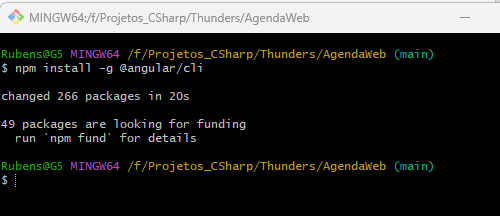 MINGW64:/f/Projetos_CSharp/Thunders/AgendaWeb
Rubens@G5 MINGW64 /f/Projetos_CSharp/Thunders/AgendaWeb (main)
$ npm install -g @angular/cli
changed 266 packages in 20s
49 packages are looking for funding
  run `npm fund` for details
Rubens@G5 MINGW64 /f/Projetos_CSharp/Thunders/AgendaWeb (main)
$